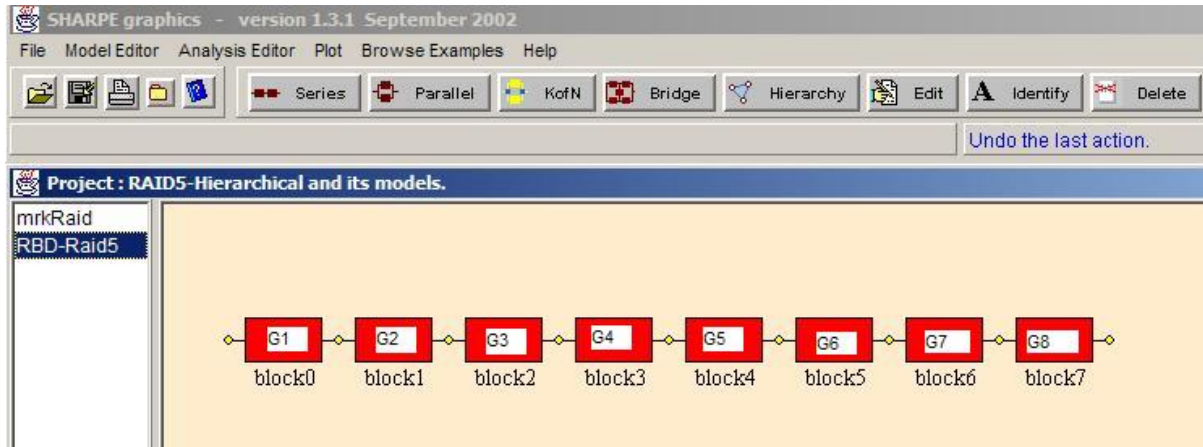 SHARPE graphics - version 1.3.1 September 2002
File Model Editor Analysis Editor Plot Browse Examples Help
Series Parallel KofN Bridge Hierarchy Edit A Identify Delete
Undo the last action.
Project : RAID5-Hierarchical and its models.
mrkRaid
RBD-Raid5
G1 G2 G3 G4 G5 G6 G7 G8
block0 block1 block2 block3 block4 block5 block6 block7